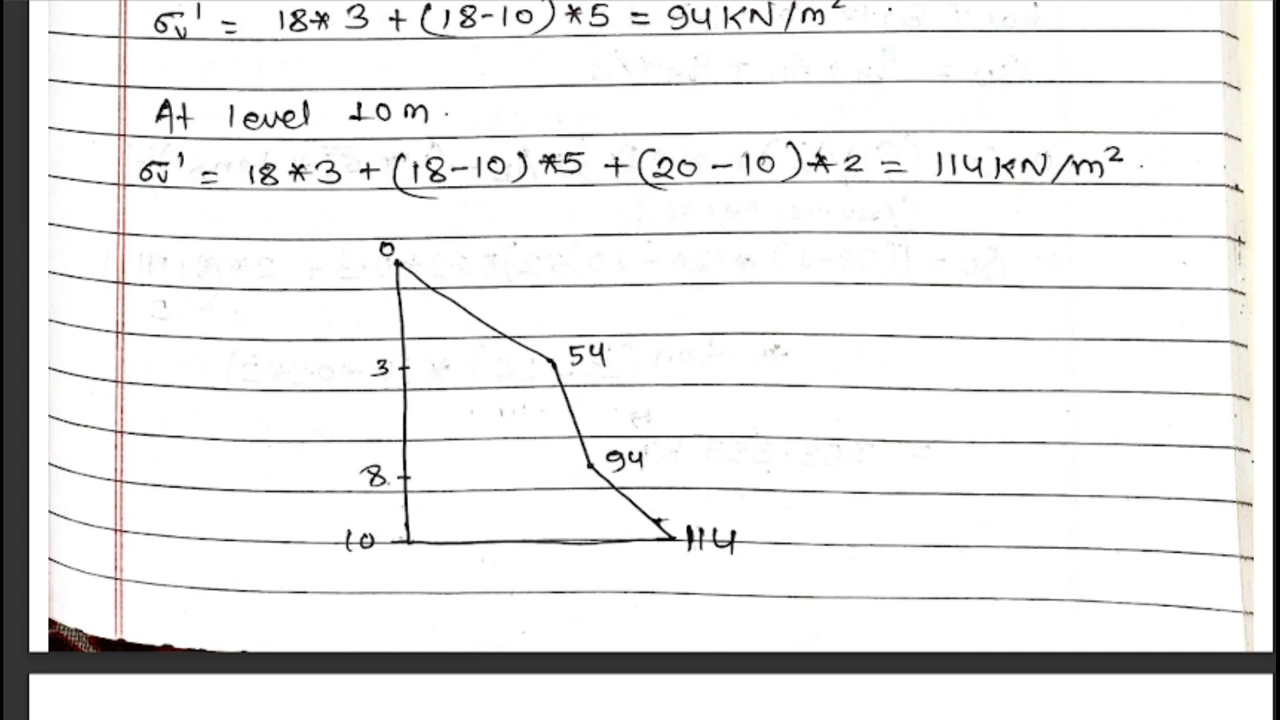 σv' = 18*3 + (18-10)*5 = 94 KN/m²
At level 10m.
σv' = 18*3 + (18-10)*5 + (20-10)*2 = 114 KN/m².
0
3
54
8
94
10
114